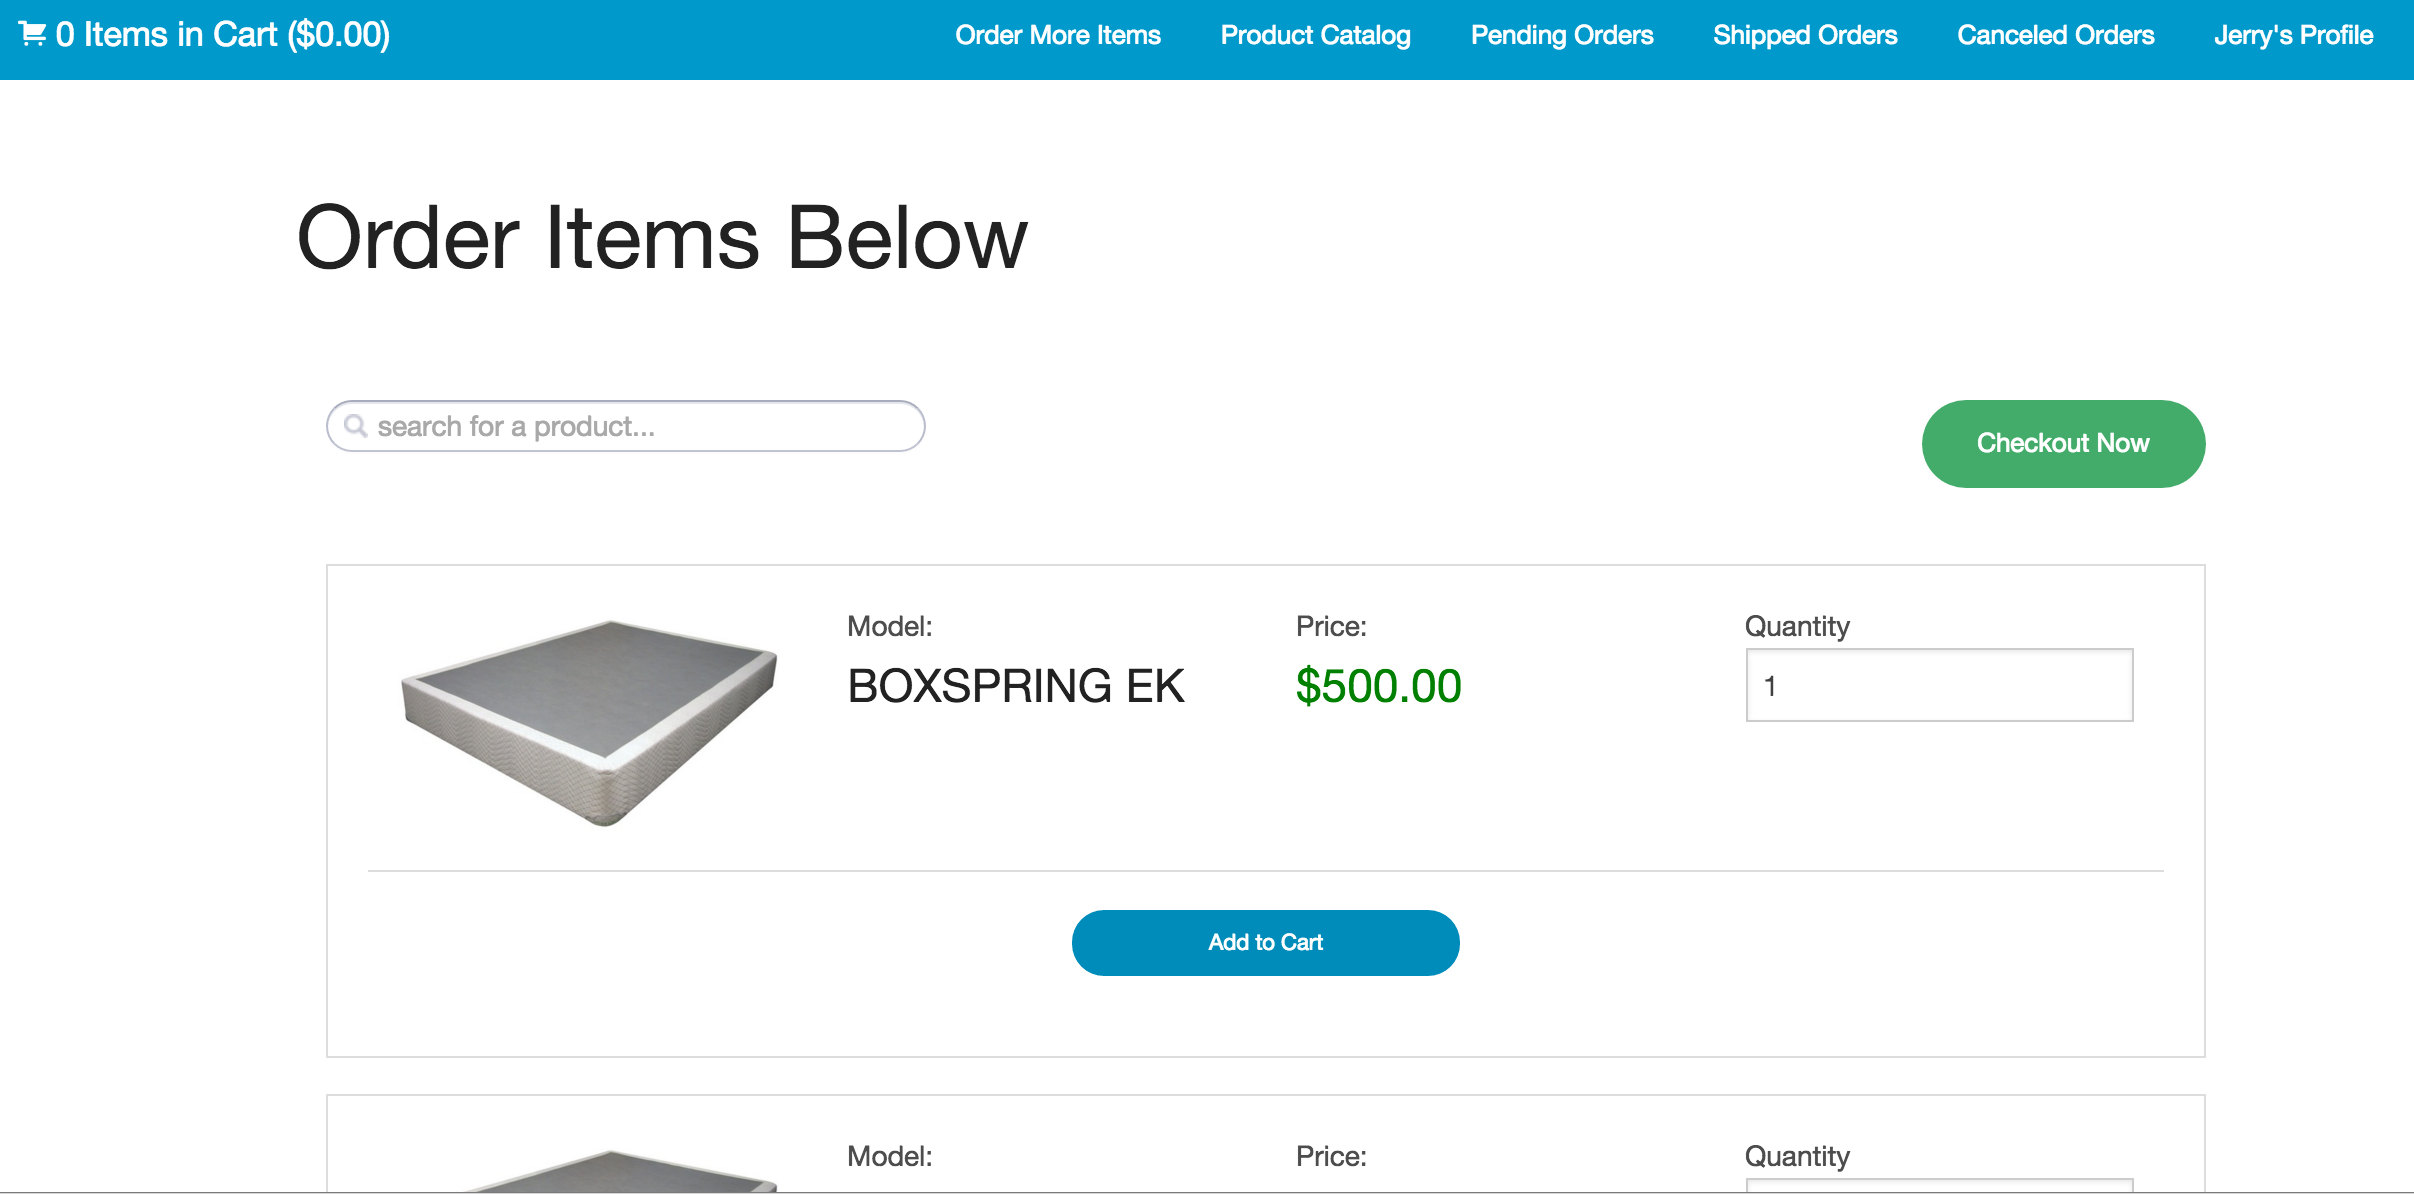 0 Items in Cart ($0.00)
Order More Items
Product Catalog
Pending Orders
Shipped Orders
Canceled Orders
Jerry's Profile
Order Items Below
search for a product...
Checkout Now
Model:
Price:
Quantity
BOXSPRING EK
$500.00
1
Add to Cart
Model:
Price:
Quantity